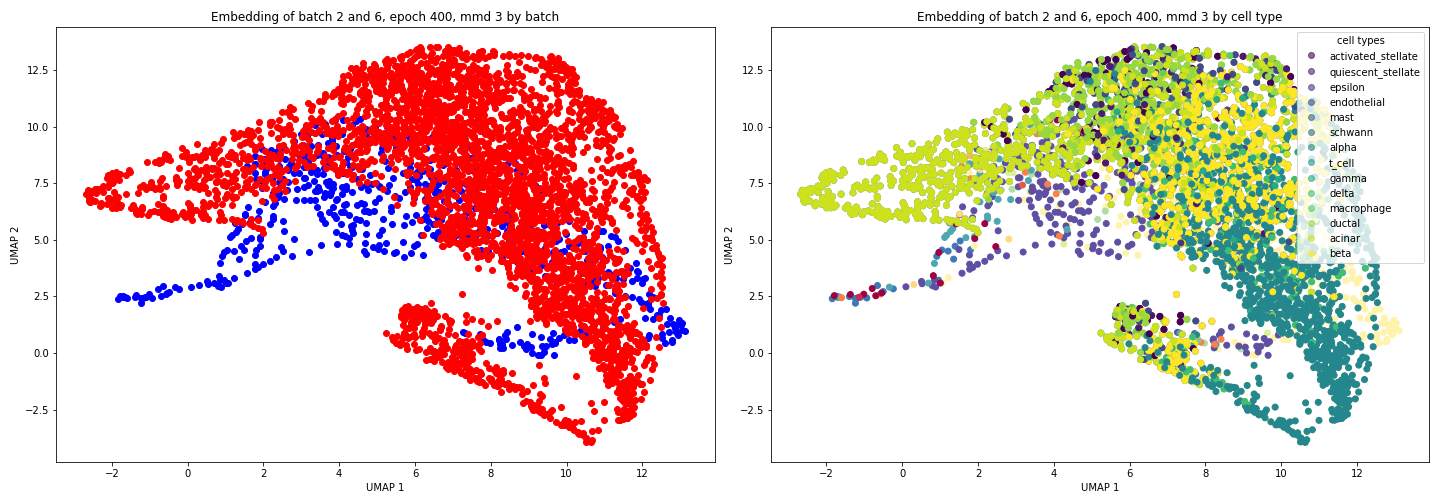 Embedding of batch 2 and 6, epoch 400, mmd 3 by batch
12.5
10.0
7.5
5.0
2.5
0.0
−2.5
UMAP 2
−2
0
2
4
6
8
10
12
UMAP 1
Embedding of batch 2 and 6, epoch 400, mmd 3 by cell type
12.5
10.0
7.5
5.0
2.5
0.0
−2.5
UMAP 2
−2
0
2
4
6
8
10
12
UMAP 1
cell types
activated_stellate
quiescent_stellate
epsilon
endothelial
mast
schwann
alpha
t_cell
gamma
delta
macrophage
ductal
acinar
beta